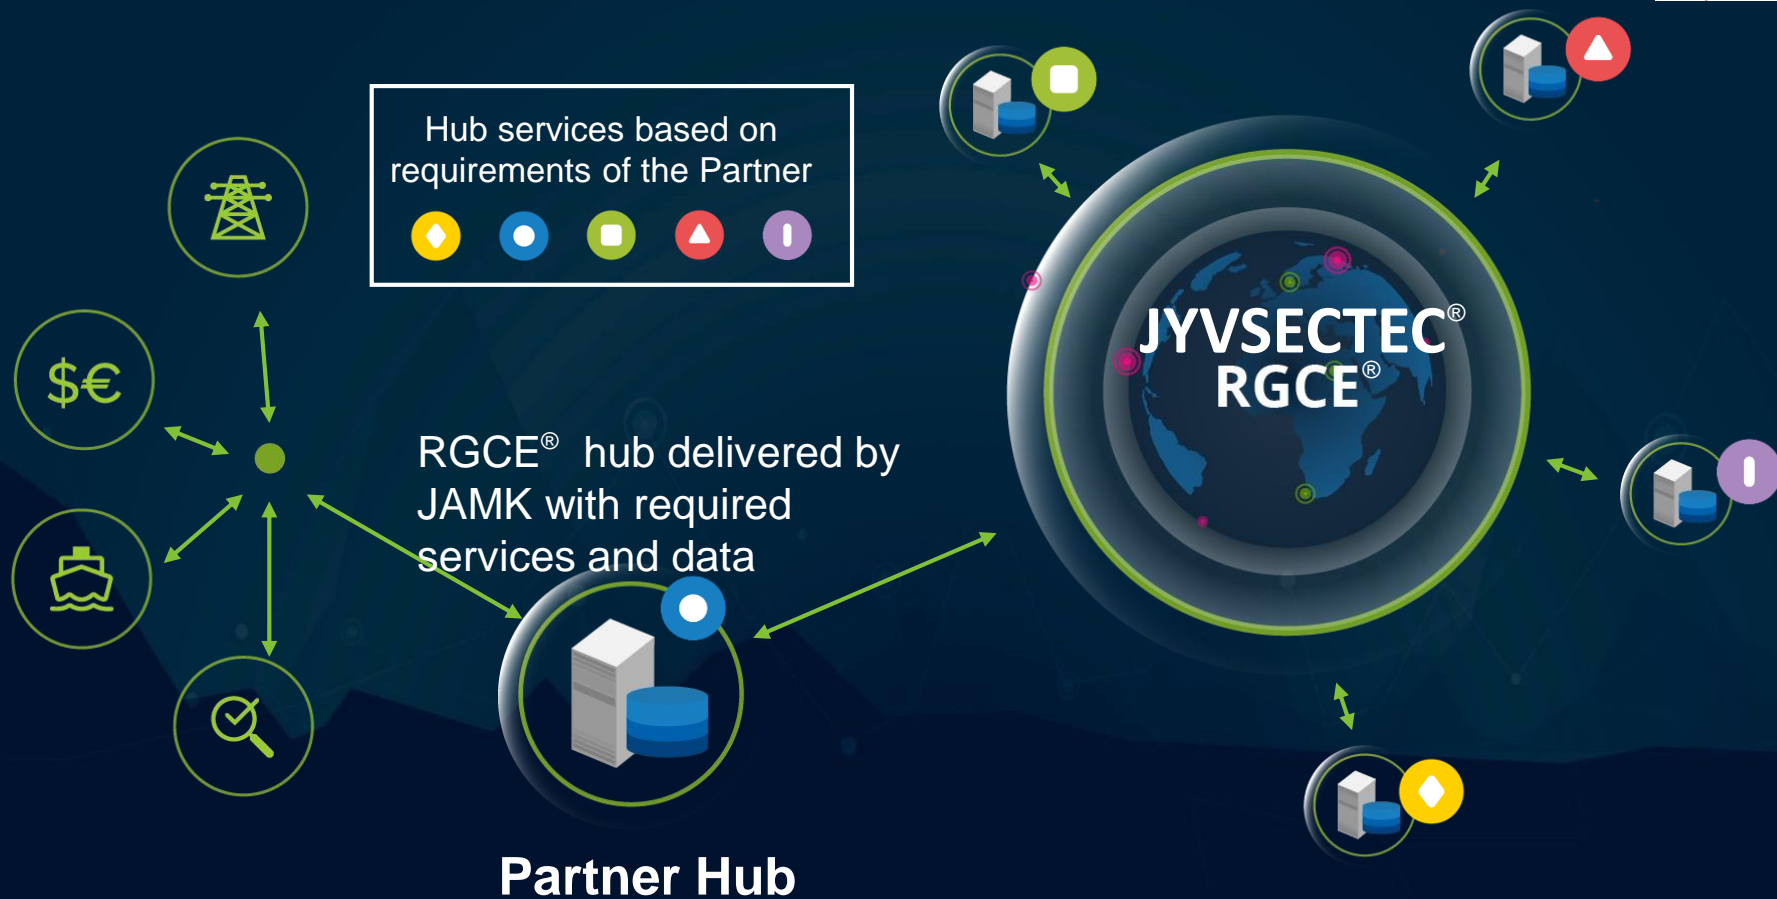 Hub services based on
requirements of the Partner
$€
JYVSECTEC®
RGCE®
RGCE® hub delivered by
JAMK with required
services and data
Partner Hub